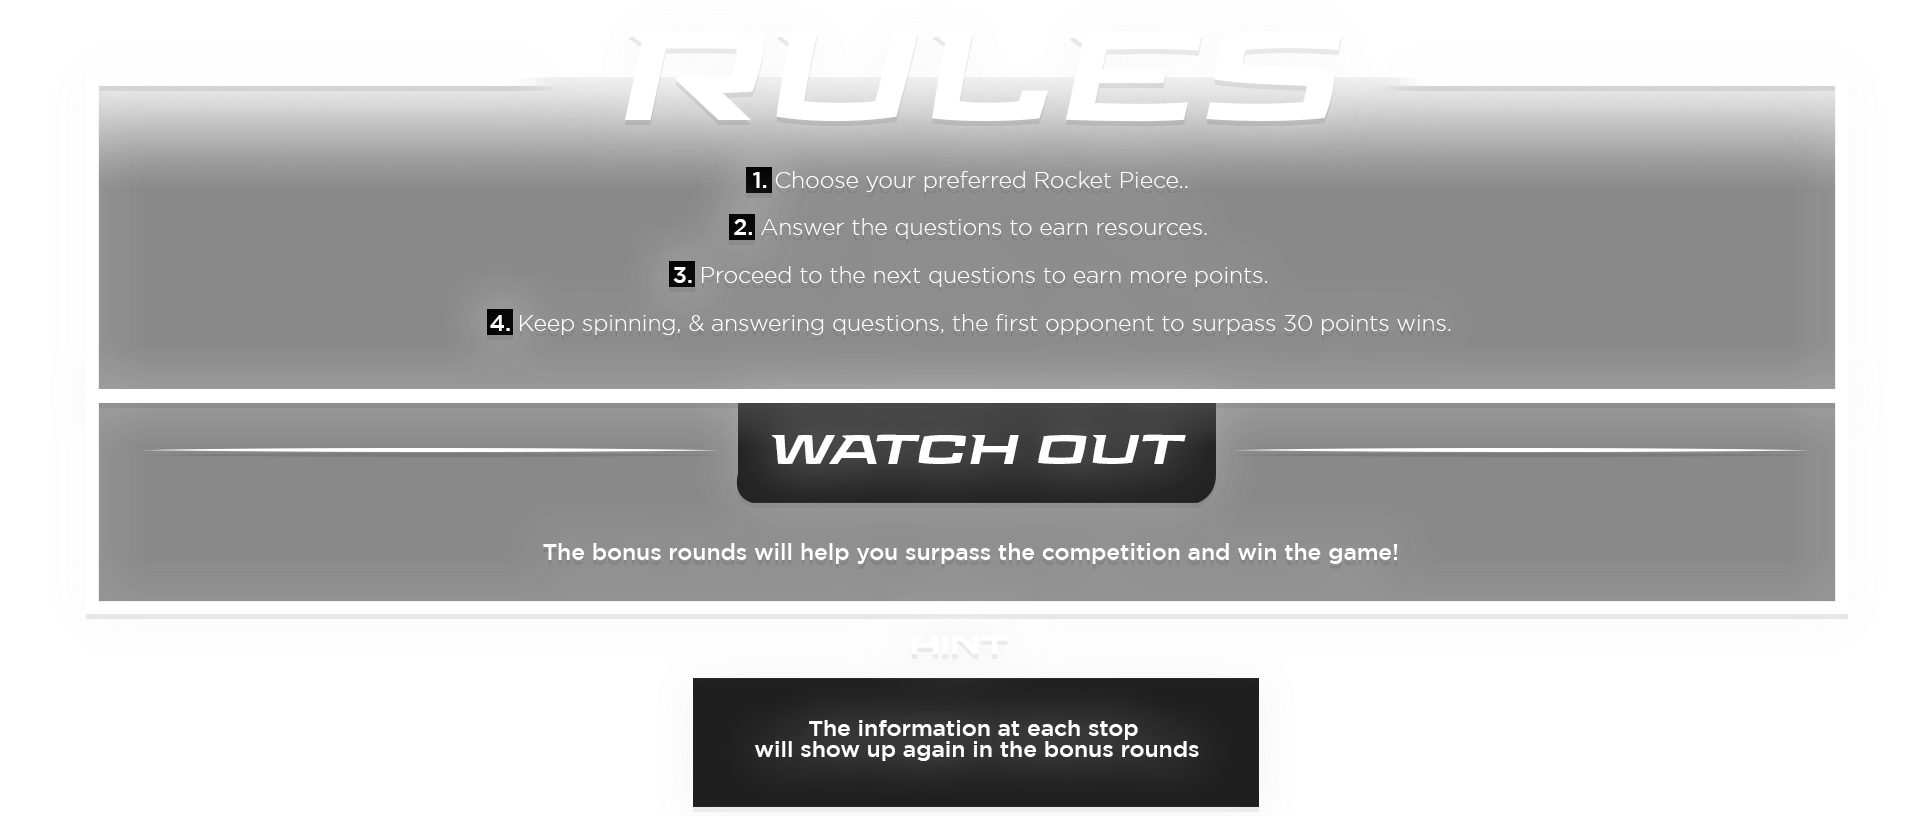 RULES
1. Choose your preferred Rocket Piece..
2. Answer the questions to earn resources.
3. Proceed to the next questions to earn more points.
4. Keep spinning, & answering questions, the first opponent to surpass 30 points wins.
WATCH OUT
The bonus rounds will help you surpass the competition and win the game!
HINT
The information at each stop
will show up again in the bonus rounds